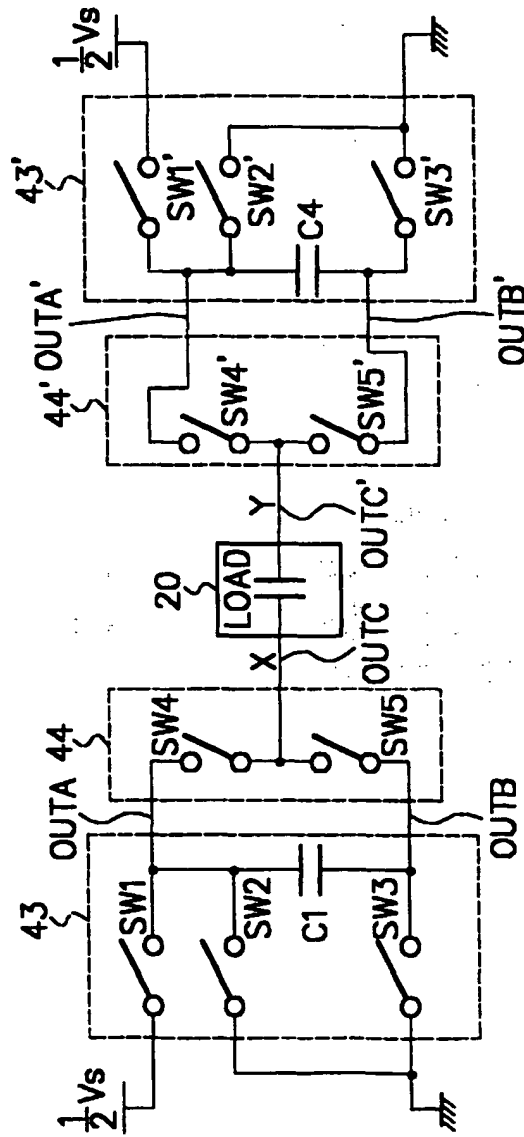 1/2 Vs
43
OUTA
44
SW1
SW2
C1
SW3
OUTB
SW4
SW5
X
OUTC
20
LOAD
Y
OUTC'
44'
OUTA'
SW4'
SW5'
OUTB'
43'
1/2 Vs
SW1'
SW2'
C4
SW3'